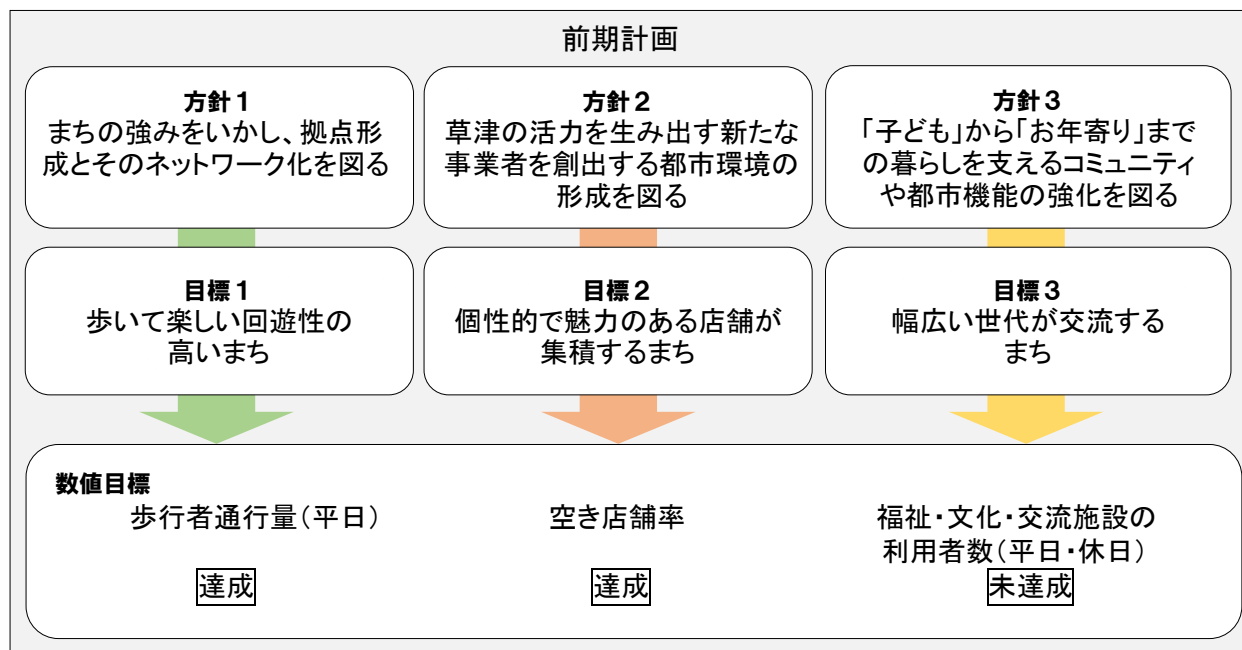 前期計画
方針１
まちの強みをいかし、拠点形
成とそのネットワーク化を図る
方針２
草津の活力を生み出す新たな
事業者を創出する都市環境の
形成を図る
方針３
「子ども」から「お年寄り」まで
の暮らしを支えるコミュニティ
や都市機能の強化を図る
目標１
歩いて楽しい回遊性の
高いまち
目標２
個性的で魅力のある店舗が
集積するまち
目標３
幅広い世代が交流する
まち
数値目標
歩行者通行量（平日）
達成
空き店舗率
達成
福祉・文化・交流施設の
利用者数（平日・休日）
未達成